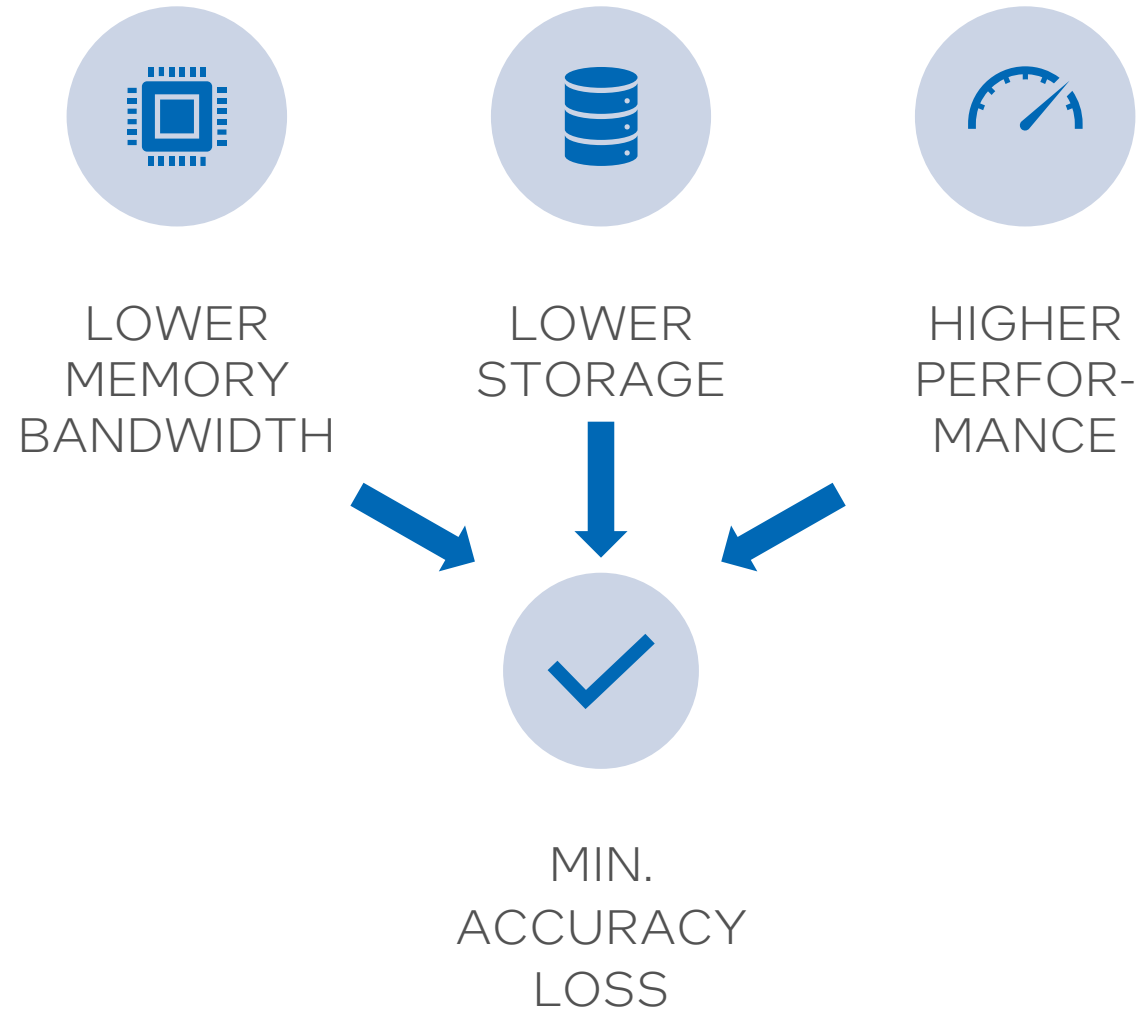 LOWER
MEMORY
BANDWIDTH
LOWER
STORAGE
HIGHER
PERFOR-
MANCE
MIN.
ACCURACY
LOSS